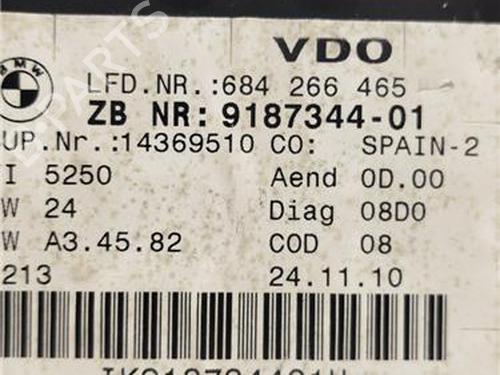 BMW
VDO
LFD.NR.:684 266 465
ZB NR: 9187344-01
UP.Nr.:14369510 CO: SPAIN-2
I 5250 Aend 0D.00
W 24 Diag 08D0
W A3.45.82 COD 08
213 24.11.10